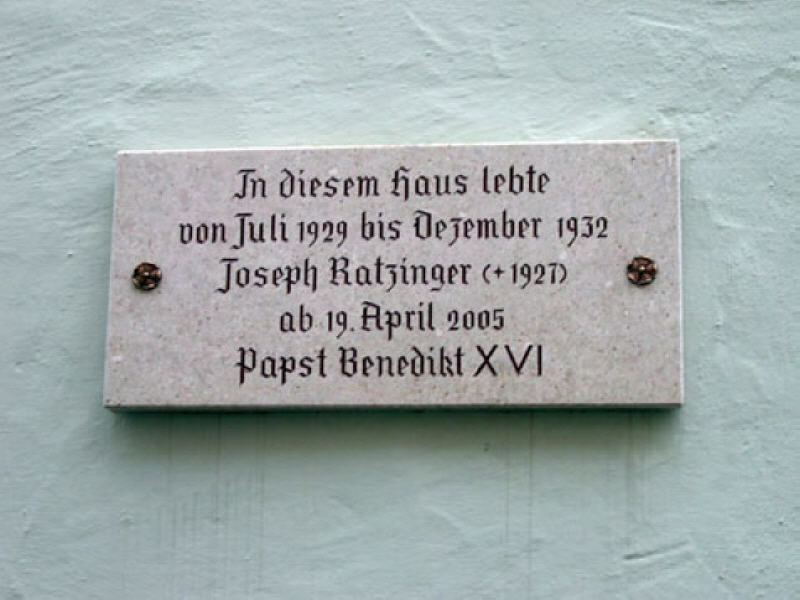 In diesem Haus lebte
von Juli 1929 bis Dezember 1932
Joseph Ratzinger (+ 1927)
ab 19. April 2005
Papst Benedikt XVI